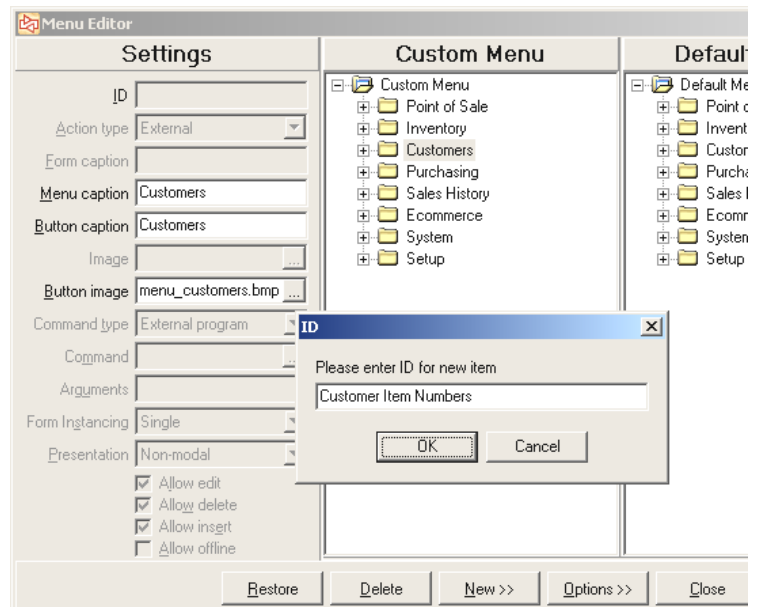 Menu Editor
Settings
ID
Action type External
Form caption
Menu caption Customers
Button caption Customers
Image ...
Button image menu_customers.bmp ...
Command type External program
Command ...
Arguments
Form Instancing Single
Presentation Non-modal
Allow edit
Allow delete
Allow insert
Allow offline
Custom Menu
Custom Menu
Point of Sale
Inventory
Customers
Purchasing
Sales History
Ecommerce
System
Setup
Default
Default Me
Point o
Invent
Custor
Purcha
Sales H
Ecomm
System
Setup
ID
Please enter ID for new item
Customer Item Numbers
OK Cancel
Restore Delete New >> Options >> Close